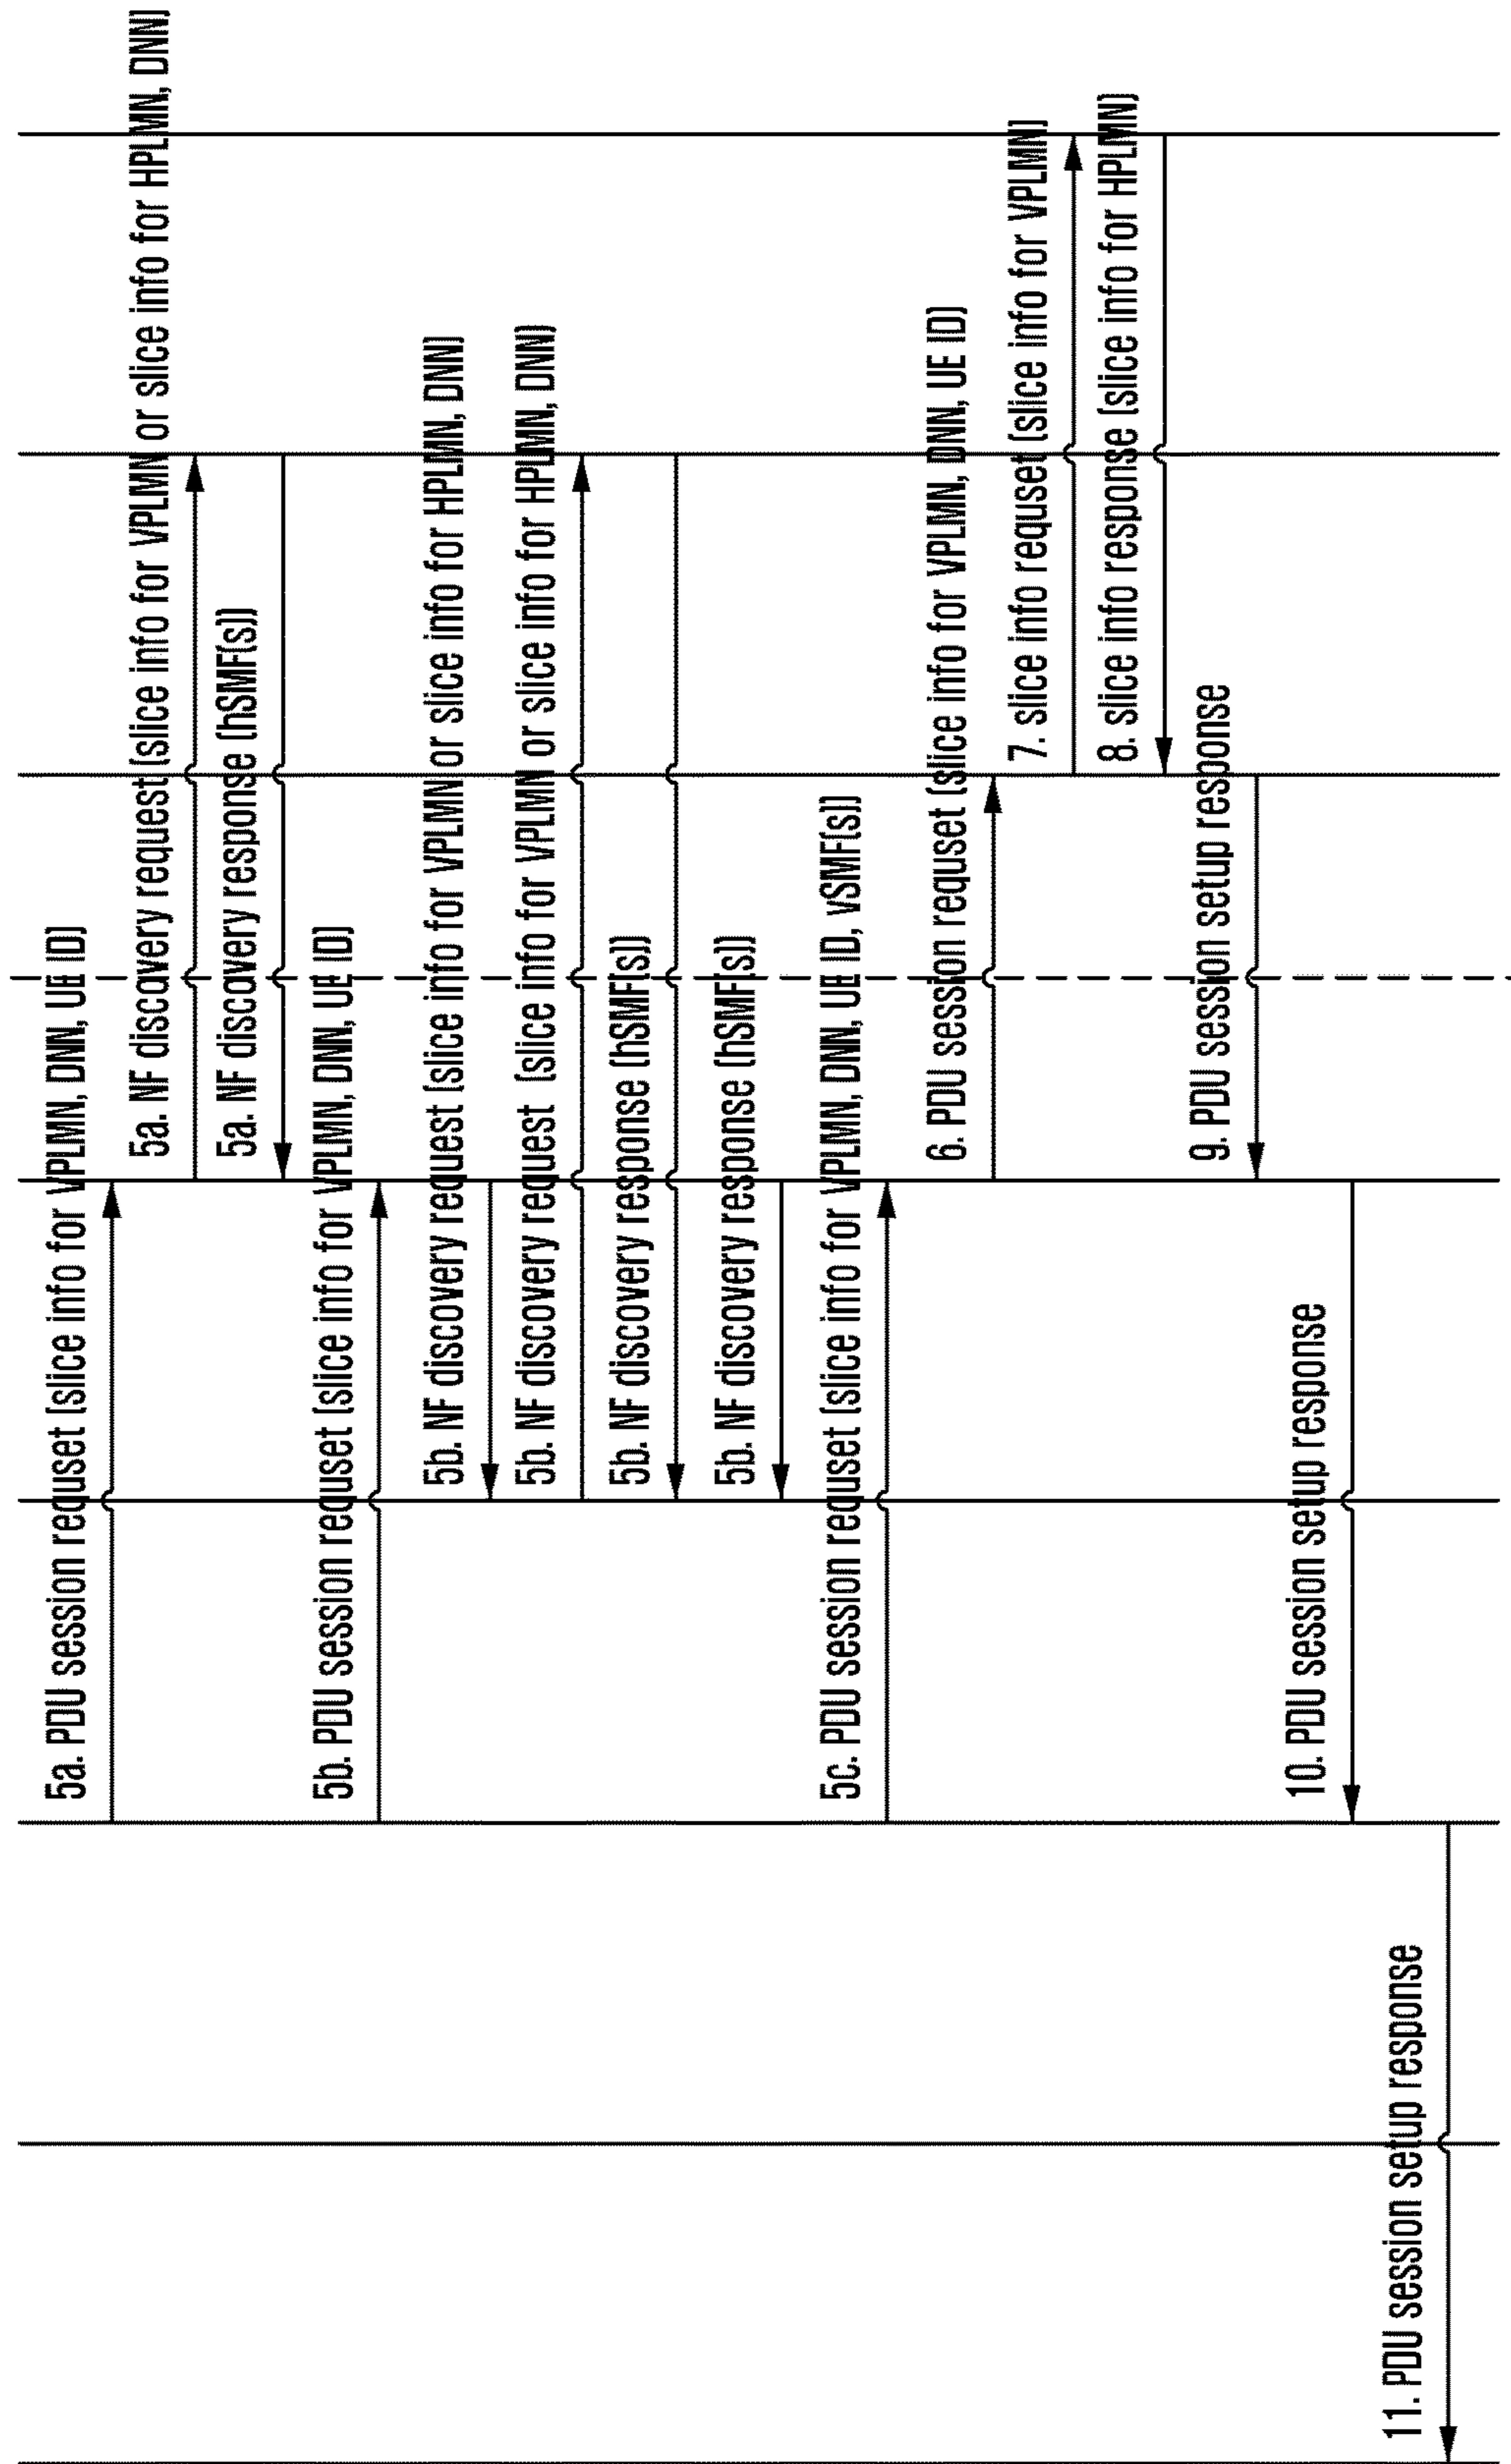 5a. PDU session requset (slice info for VPLMN, DNN, UE ID)
5a. NF discovery request (slice info for VPLMN or slice info for HPLMN, DNN)
5a. NF discovery response (hSMF(s))
5b. PDU session requset (slice info for VPLMN, DNN, UE ID)
5b. NF discovery request (slice info for VPLMN or slice info for HPLMN, DNN)
5b. NF discovery request (slice info for VPLMN or slice info for HPLMN, DNN)
5b. NF discovery response (hSMF(s))
5b. NF discovery response (hSMF(s))
5c. PDU session requset (slice info for VPLMN, DNN, UE ID, vSMF(s))
6. PDU session requset (slice info for VPLMN, DNN, UE ID)
7. slice info requset (slice info for VPLMN)
8. slice info response (slice info for HPLMN)
9. PDU session setup response
10. PDU session setup response
11. PDU session setup response